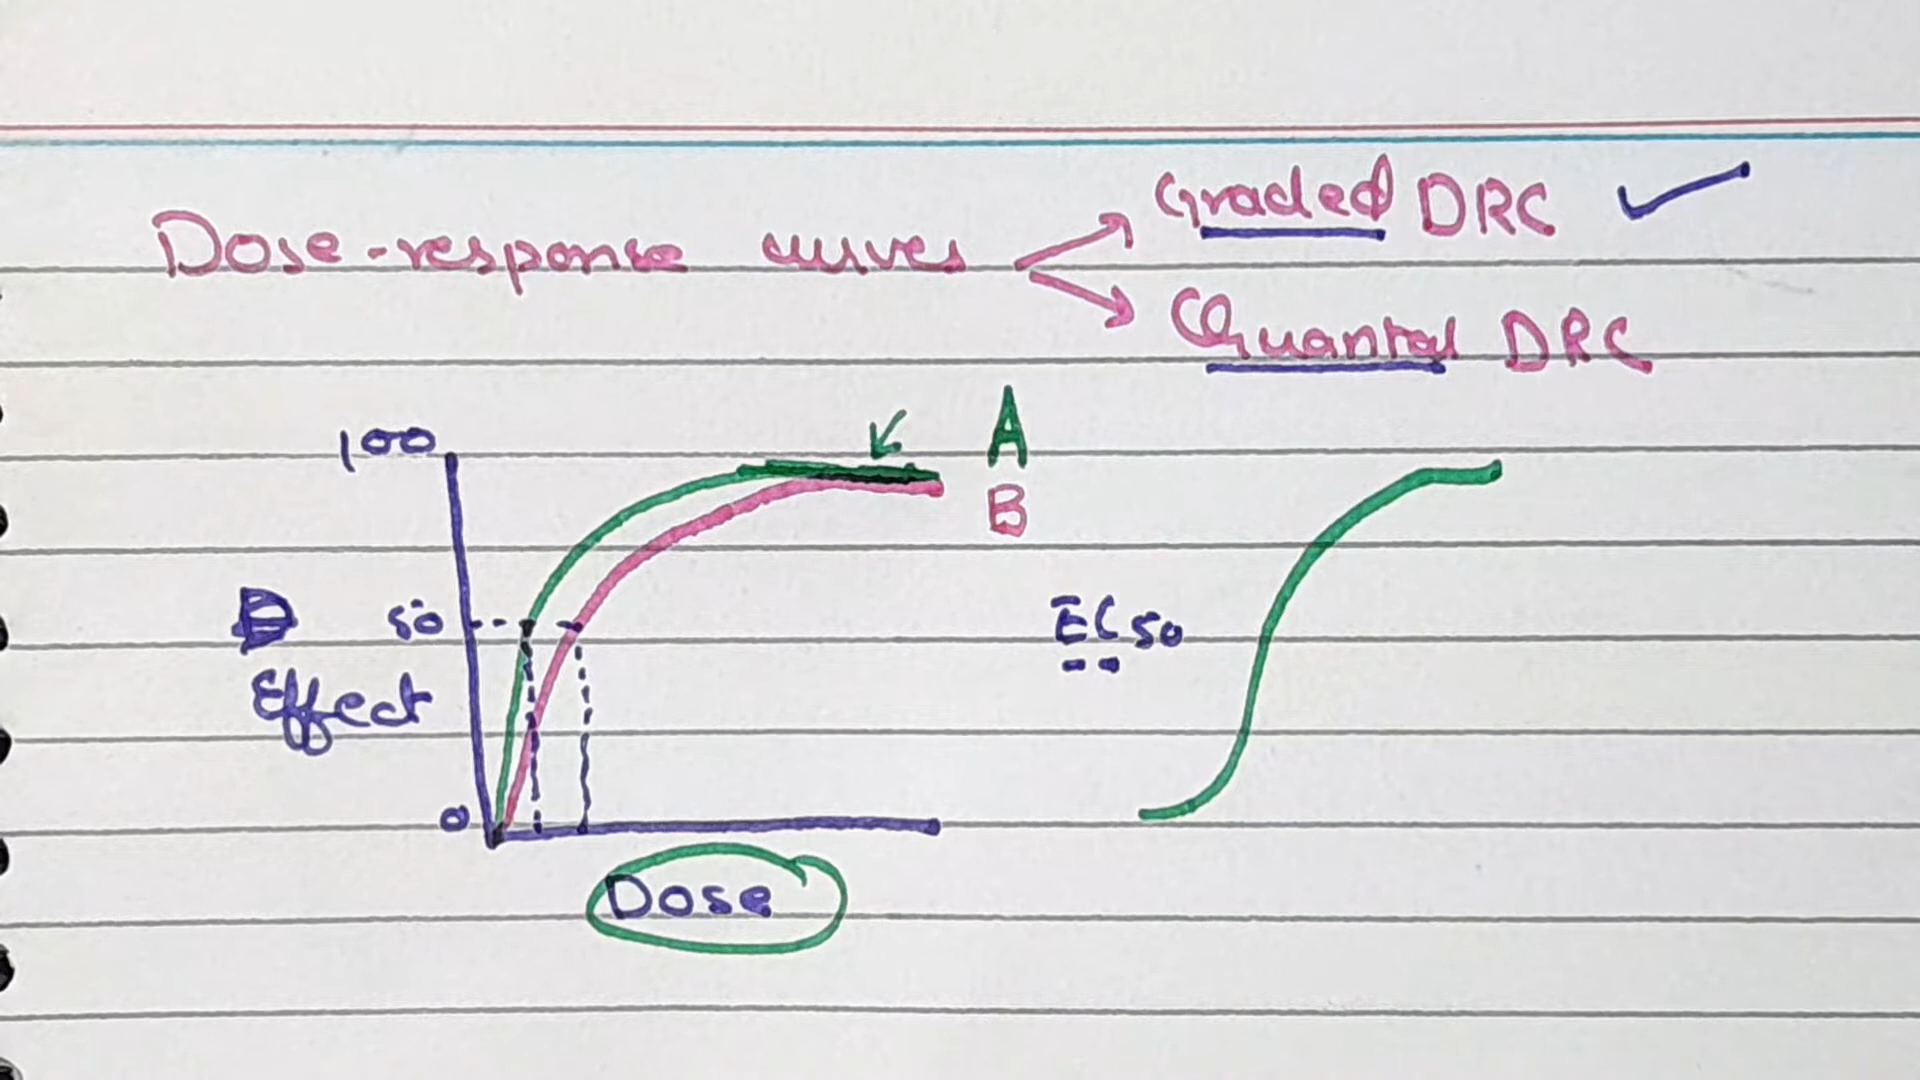 Dose-response curves
Graded DRC
Quantal DRC
100
A
B
50
EC50
Effect
0
Dose